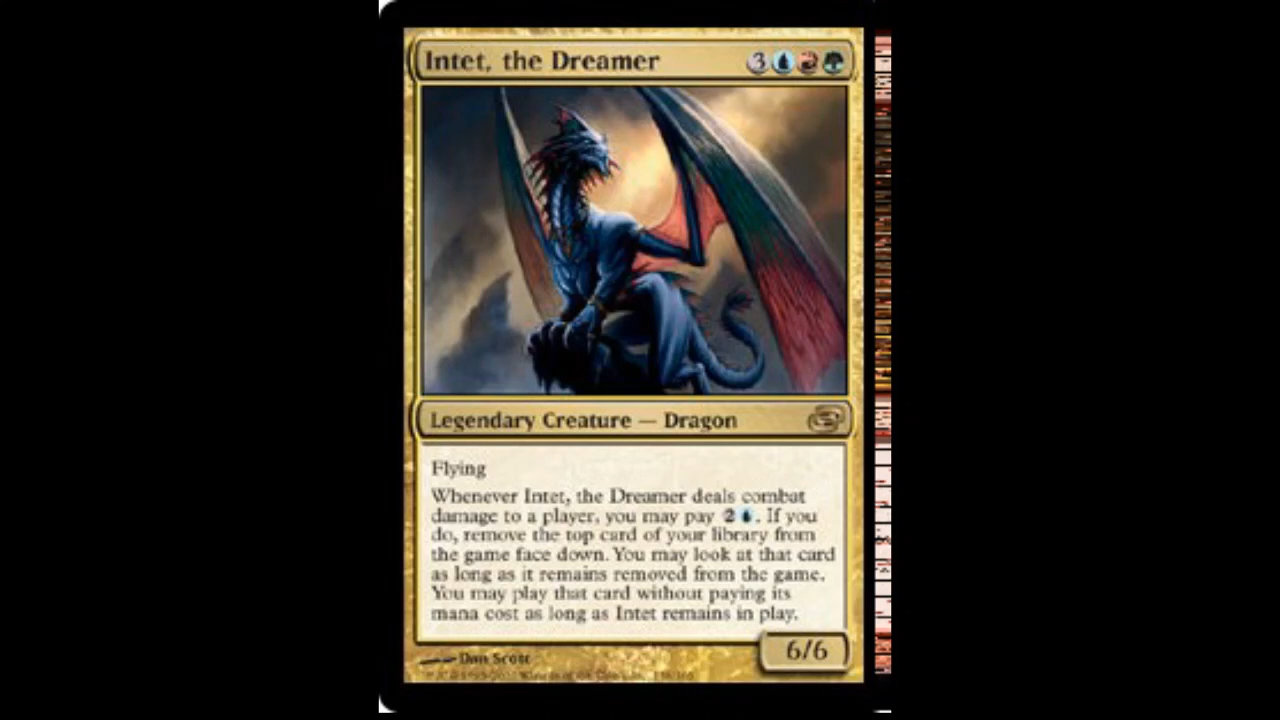 Intet, the Dreamer 3
Legendary Creature — Dragon
Flying
Whenever Intet, the Dreamer deals combat
damage to a player, you may pay 2. If you
do, remove the top card of your library from
the game face down. You may look at that card
as long as it remains removed from the game.
You may play that card without paying its
mana cost as long as Intet remains in play.
6/6
Dan Scott